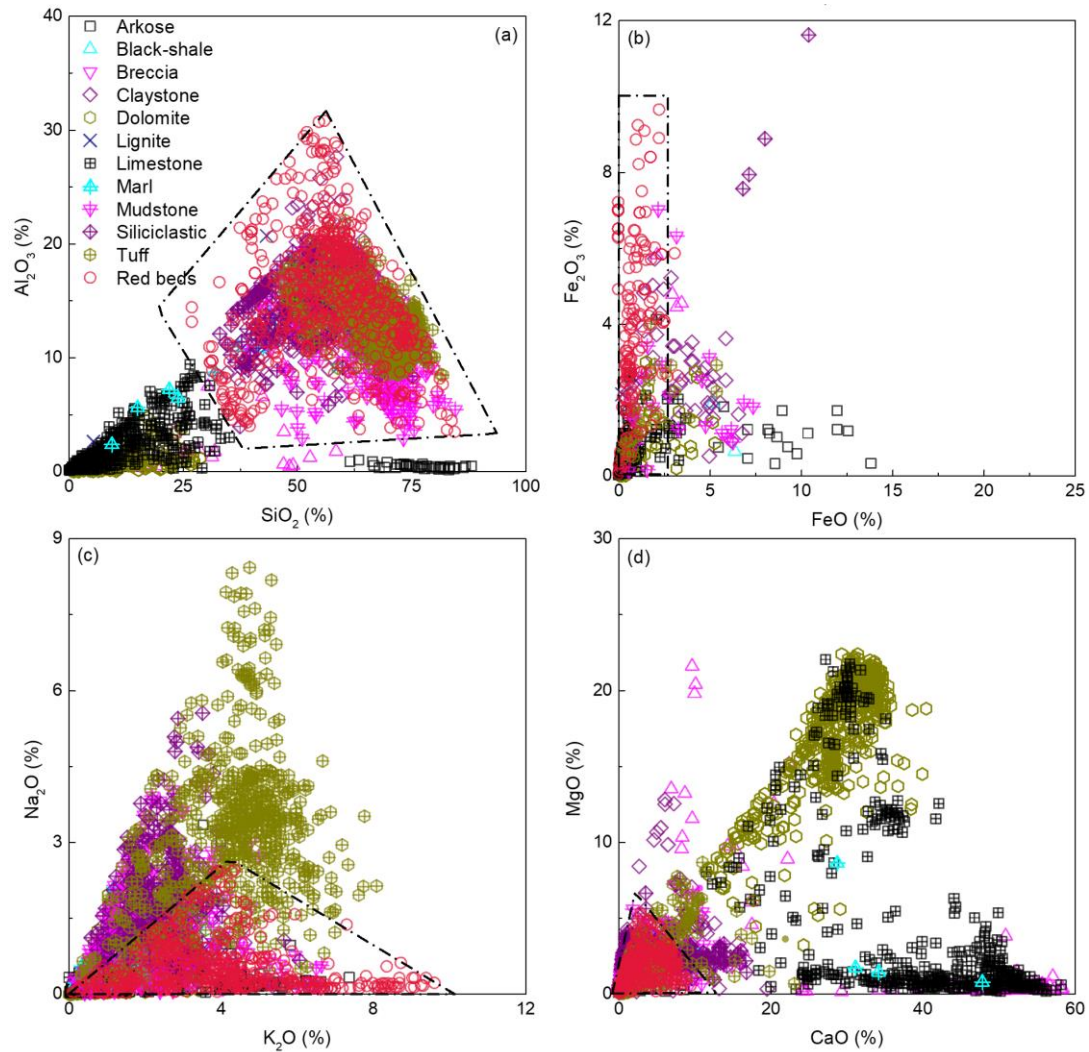 40
30
20
10
0
Al₂O₃ (%)
(a)
Arkose
Black-shale
Breccia
Claystone
Dolomite
Lignite
Limestone
Marl
Mudstone
Siliciclastic
Tuff
Red beds
0 25 50 75 100
SiO₂ (%)
(b)
12
8
4
0
Fe₂O₃ (%)
0 5 10 15 20 25
FeO (%)
(c)
9
6
3
0
Na₂O (%)
0 4 8 12
K₂O (%)
(d)
30
20
10
0
MgO (%)
0 20 40 60
CaO (%)